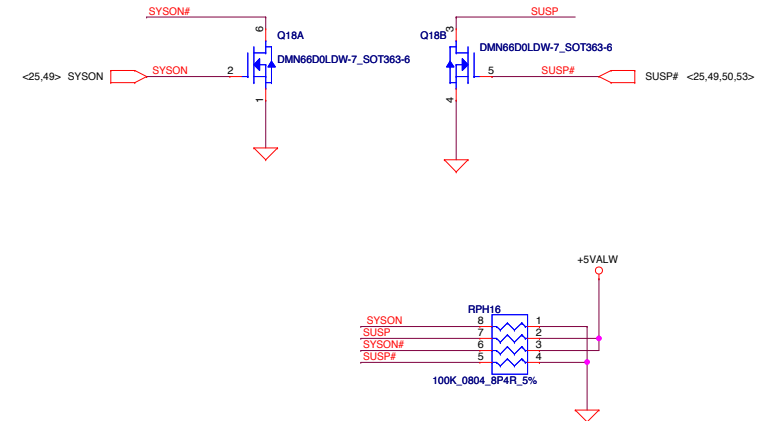 SYSON#
SUSP
6
Q18A
Q18B
3
DMN66D0LDW-7_SOT363-6
DMN66D0LDW-7_SOT363-6
<25,49> SYSON
SYSON
2
5
SUSP#
SUSP# <25,49,50,53>
1
4
+5VALW
RPH16
SYSON 8 1
SUSP 7 2
SYSON# 6 3
SUSP# 5 4
100K_0804_8P4R_5%